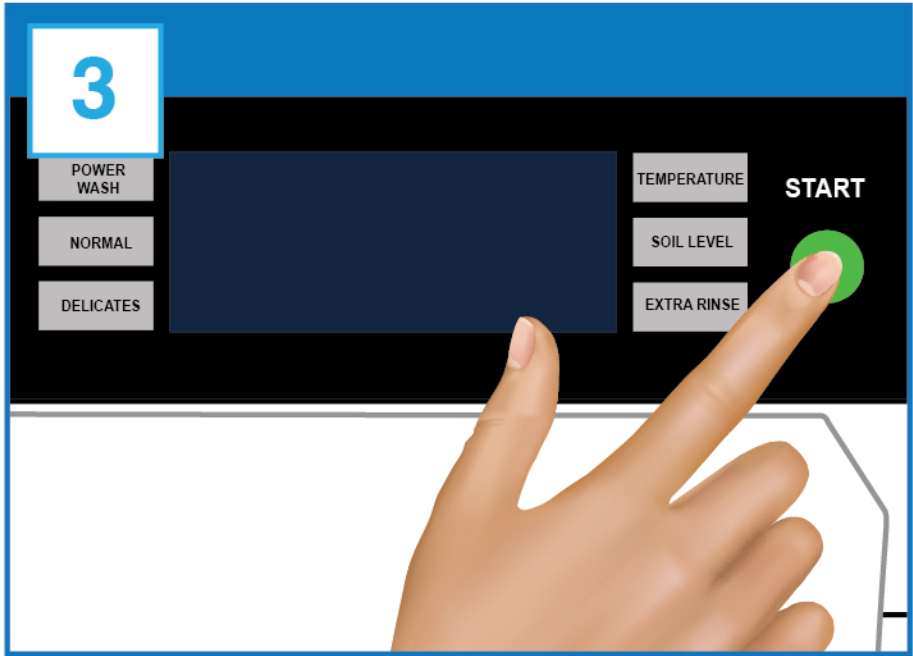 3
POWER
WASH
NORMAL
DELICATES
TEMPERATURE
SOIL LEVEL
EXTRA RINSE
START